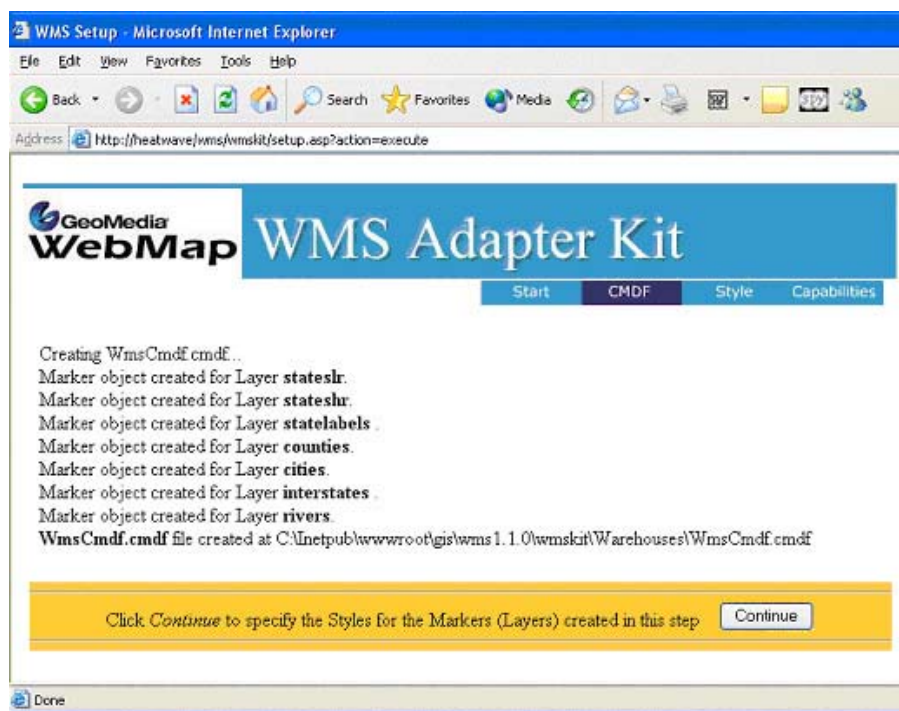 WMS Setup - Microsoft Internet Explorer
File Edit View Favorites Tools Help
Back Search Favorites Media
Address http://heatwave/wms/wmskit/setup.asp?action=execute
GeoMedia
WebMap
WMS Adapter Kit
Start CMDF Style Capabilities
Creating WmsCmdf.cmdf...
Marker object created for Layer stateslr.
Marker object created for Layer stateshr.
Marker object created for Layer statelabels .
Marker object created for Layer counties.
Marker object created for Layer cities.
Marker object created for Layer interstates .
Marker object created for Layer rivers.
WmsCmdf.cmdf file created at C:\Inetpub\wwwroot\gis\wms1.1.0\wmskit\Warehouses\WmsCmdf.cmdf
Click Continue to specify the Styles for the Markers (Layers) created in this step Continue
Done